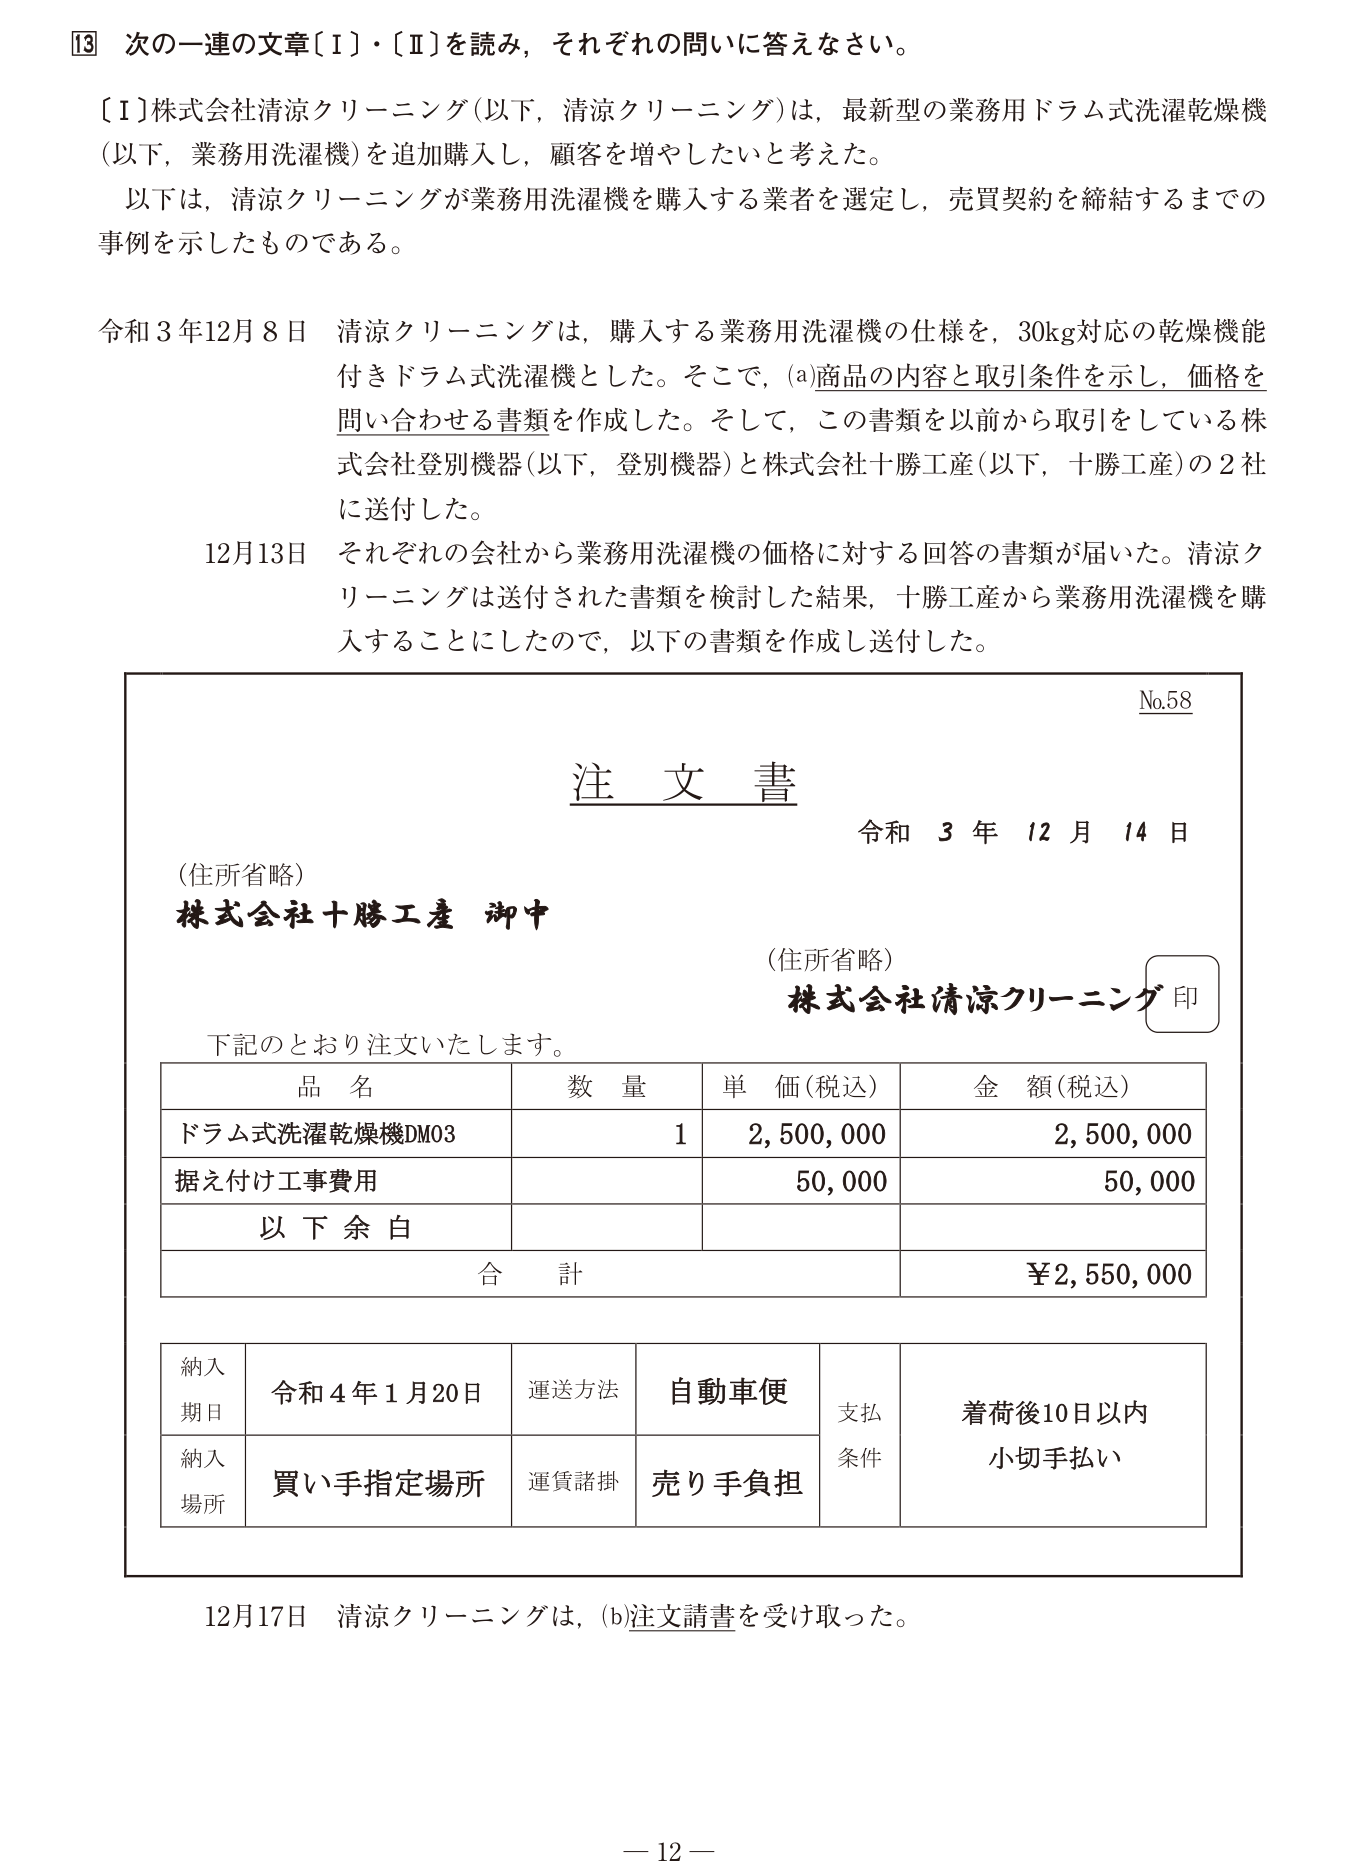 13 次の一連の文章〔Ⅰ〕・〔Ⅱ〕を読み，それぞれの問いに答えなさい。
〔Ⅰ〕株式会社清涼クリーニング(以下，清涼クリーニング)は，最新型の業務用ドラム式洗濯乾燥機
(以下，業務用洗濯機)を追加購入し，顧客を増やしたいと考えた。
以下は，清涼クリーニングが業務用洗濯機を購入する業者を選定し，売買契約を締結するまでの
事例を示したものである。
令和３年12月８日 清涼クリーニングは，購入する業務用洗濯機の仕様を，30kg対応の乾燥機能
付きドラム式洗濯機とした。そこで，(a)商品の内容と取引条件を示し，価格を
問い合わせる書類を作成した。そして，この書類を以前から取引をしている株
式会社登別機器(以下，登別機器)と株式会社十勝工産(以下，十勝工産)の２社
に送付した。
12月13日 それぞれの会社から業務用洗濯機の価格に対する回答の書類が届いた。清涼ク
リーニングは送付された書類を検討した結果，十勝工産から業務用洗濯機を購
入することにしたので，以下の書類を作成し送付した。
№58
注 文 書
令和 3 年 12 月 14 日
(住所省略)
株式会社十勝工産 御中
(住所省略)
株式会社清涼クリーニング 印
下記のとおり注文いたします。
品 名 数 量 単 価(税込) 金 額(税込)
ドラム式洗濯乾燥機DM03 1 2,500,000 2,500,000
据え付け工事費用 50,000 50,000
以 下 余 白
合 計 ￥2,550,000
納入期日 令和４年１月20日 運送方法 自動車便
納入場所 買い手指定場所 運賃諸掛 売り手負担
支払条件 着荷後10日以内
小切手払い
12月17日 清涼クリーニングは，(b)注文請書を受け取った。
― 12 ―